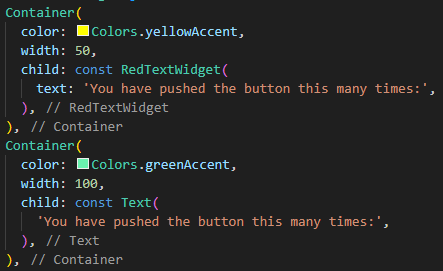 Container(
color: Colors.yellowAccent,
width: 50,
child: const RedTextWidget(
text: 'You have pushed the button this many times:',
), // RedTextWidget
), // Container
Container(
color: Colors.greenAccent,
width: 100,
child: const Text(
'You have pushed the button this many times:',
), // Text
), // Container